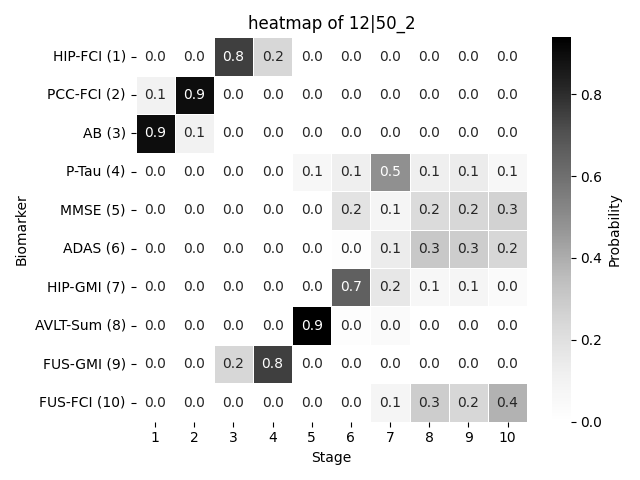 heatmap of 12|50_2
HIP-FCI (1) 0.0 0.0 0.8 0.2 0.0 0.0 0.0 0.0 0.0 0.0
PCC-FCI (2) 0.1 0.9 0.0 0.0 0.0 0.0 0.0 0.0 0.0 0.0
AB (3) 0.9 0.1 0.0 0.0 0.0 0.0 0.0 0.0 0.0 0.0
P-Tau (4) 0.0 0.0 0.0 0.0 0.1 0.1 0.5 0.1 0.1 0.1
MMSE (5) 0.0 0.0 0.0 0.0 0.0 0.2 0.1 0.2 0.2 0.3
ADAS (6) 0.0 0.0 0.0 0.0 0.0 0.0 0.1 0.3 0.3 0.2
HIP-GMI (7) 0.0 0.0 0.0 0.0 0.0 0.7 0.2 0.1 0.1 0.0
AVLT-Sum (8) 0.0 0.0 0.0 0.0 0.9 0.0 0.0 0.0 0.0 0.0
FUS-GMI (9) 0.0 0.0 0.2 0.8 0.0 0.0 0.0 0.0 0.0 0.0
FUS-FCI (10) 0.0 0.0 0.0 0.0 0.0 0.0 0.1 0.3 0.2 0.4
1 2 3 4 5 6 7 8 9 10
Stage
Biomarker
0.8
0.6
0.4
0.2
0.0
Probability